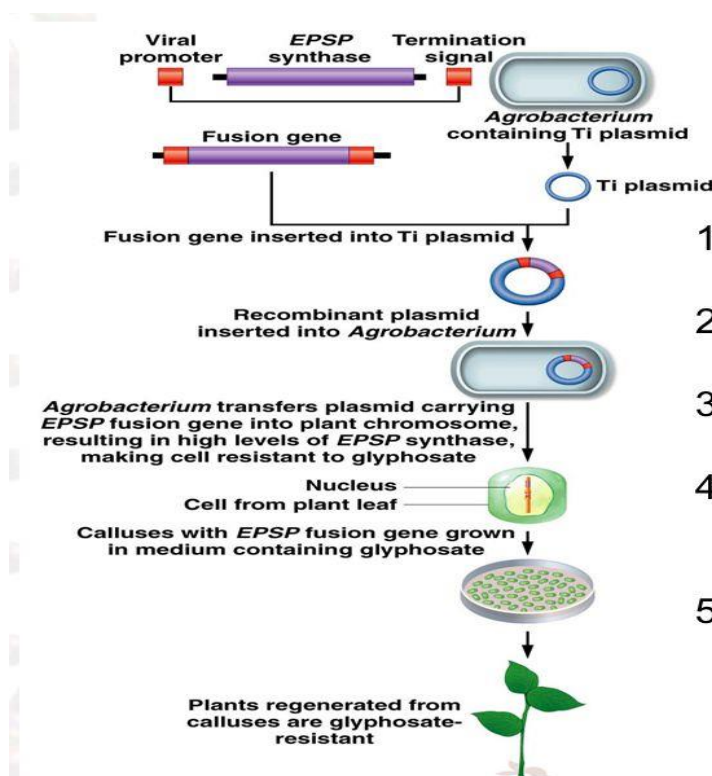 Viral
promoter
EPSP
synthase
Termination
signal
Agrobacterium
containing Ti plasmid
Fusion gene
Ti plasmid
Fusion gene inserted into Ti plasmid
1
Recombinant plasmid
inserted into Agrobacterium
2
Agrobacterium transfers plasmid carrying
EPSP fusion gene into plant chromosome,
resulting in high levels of EPSP synthase,
making cell resistant to glyphosate
3
Nucleus
Cell from plant leaf
4
Calluses with EPSP fusion gene grown
in medium containing glyphosate
5
Plants regenerated from
calluses are glyphosate-
resistant